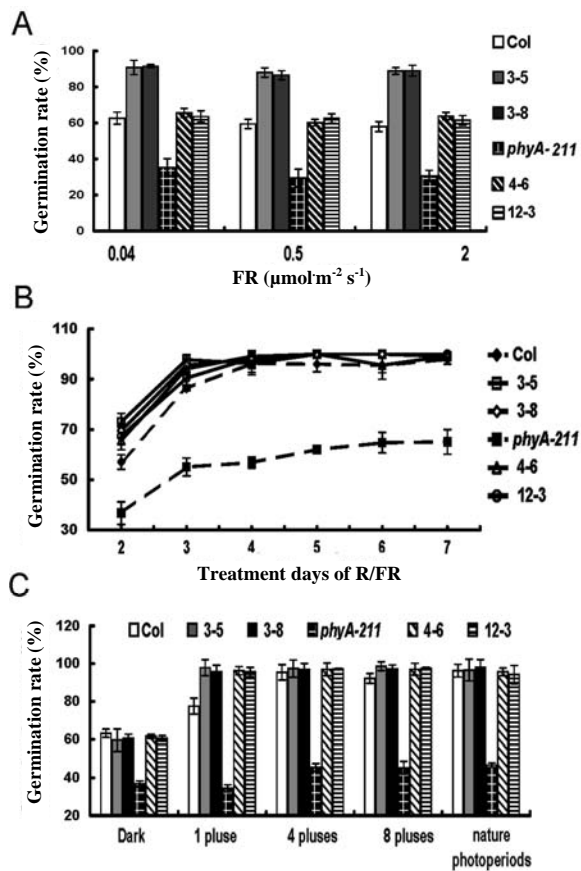 A
Germination rate (%)
100
80
60
40
20
0
0.04
0.5
2
FR (μmol·m-2 s-1)
Col
3-5
3-8
phyA-211
4-6
12-3
B
Germination rate (%)
110
90
70
50
30
2
3
4
5
6
7
Treatment days of R/FR
Col
3-5
3-8
phyA-211
4-6
12-3
C
Germination rate (%)
120
100
80
60
40
20
Col 3-5 3-8 phyA-211 4-6 12-3
Dark
1 pluse
4 pluses
8 pluses
nature
photoperiods